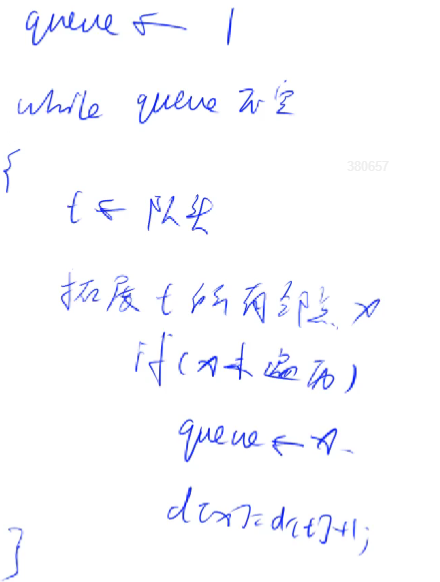 queue ← 1
while queue 不空
{
380657
t ← 队头
拓展 t 的所有邻点 x
if (x未遍历)
queue ← x
d[x] = d[t]+1;
}